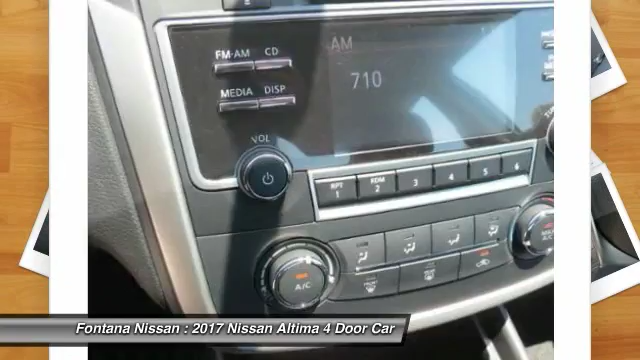 AM
FM·AM CD
710
MEDIA DISP
VOL
RPT 1 RDM 2 3 4 5 6
A/C
Fontana Nissan : 2017 Nissan Altima 4 Door Car